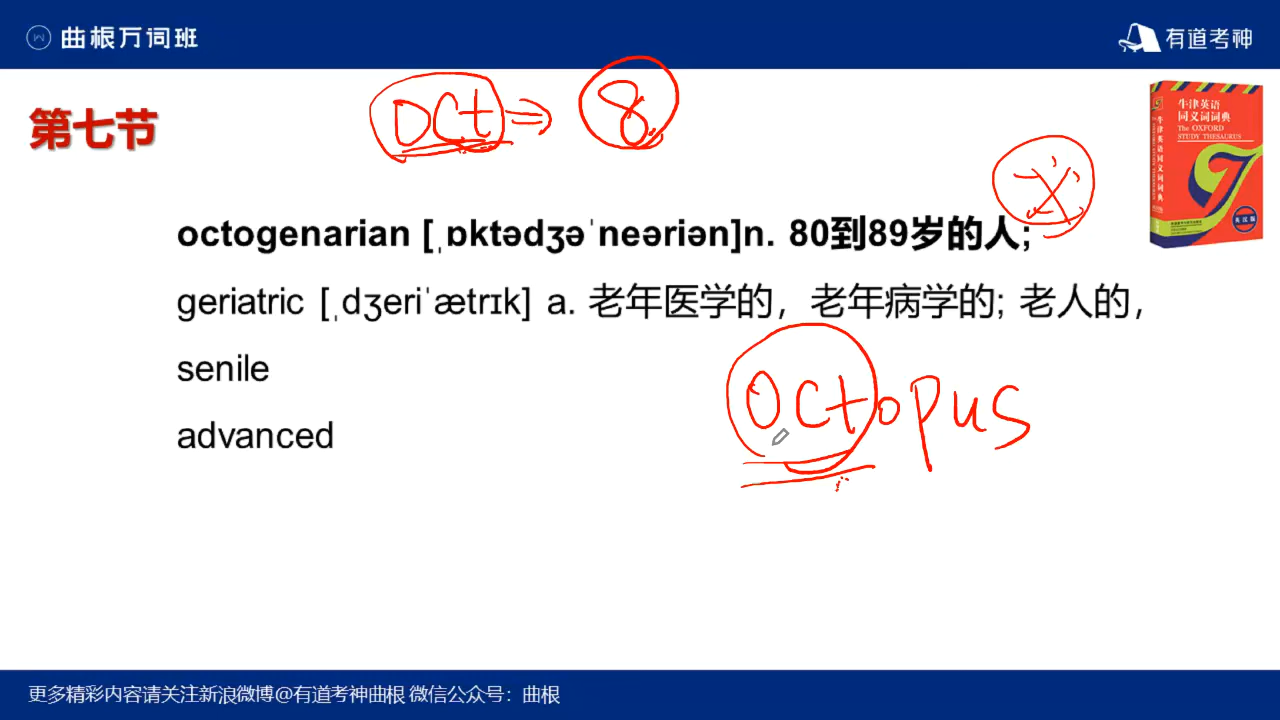 曲根万词班
有道考神
第七节
oct ⇒ 8
牛津英语
同义词词典
The OXFORD
STUDY THESAURUS
英汉版
octogenarian [ˌɒktədʒəˈneəriən]n. 80到89岁的人;
geriatric [ˌdʒeriˈætrɪk] a. 老年医学的，老年病学的; 老人的，
senile
octopus
advanced
更多精彩内容请关注新浪微博@有道考神曲根 微信公众号：曲根